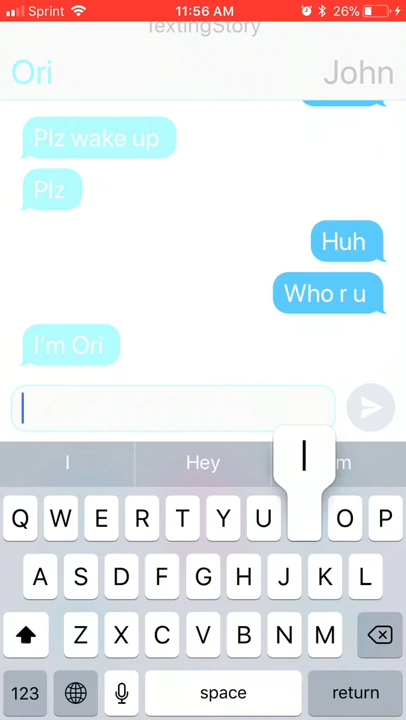 Sprint 11:56 AM 26%
TextingStory
Ori John
Plz wake up
Plz
Huh
Who r u
I'm Ori
I Hey m
I
Q W E R T Y U O P
A S D F G H J K L
Z X C V B N M
123 space return